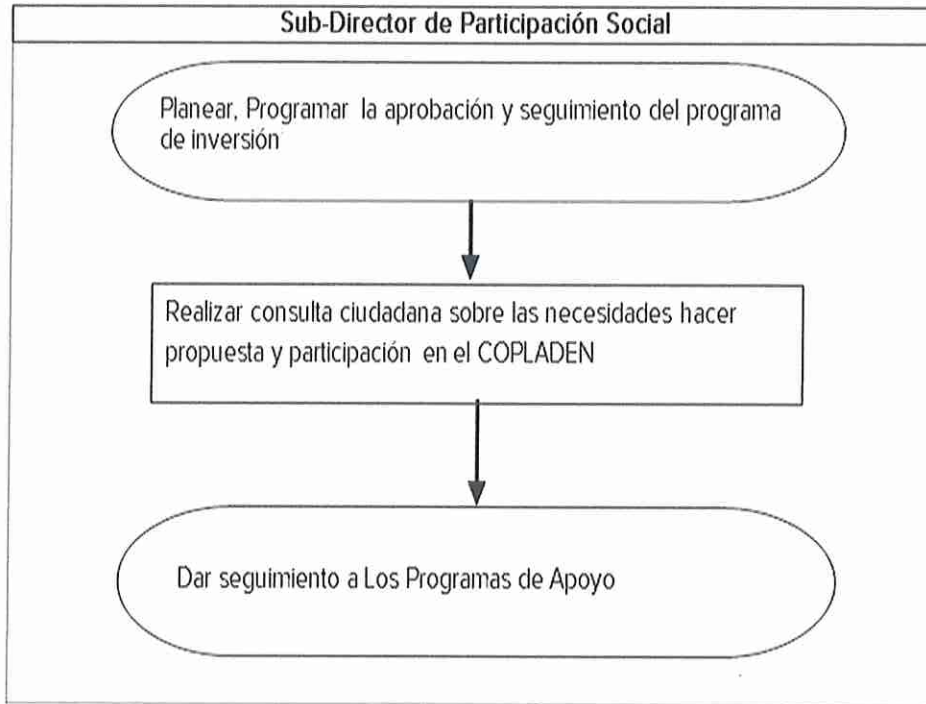 Sub-Director de Participación Social
Planear, Programar la aprobación y seguimiento del programa
de inversión
Realizar consulta ciudadana sobre las necesidades hacer
propuesta y participación en el COPLADEN
Dar seguimiento a Los Programas de Apoyo